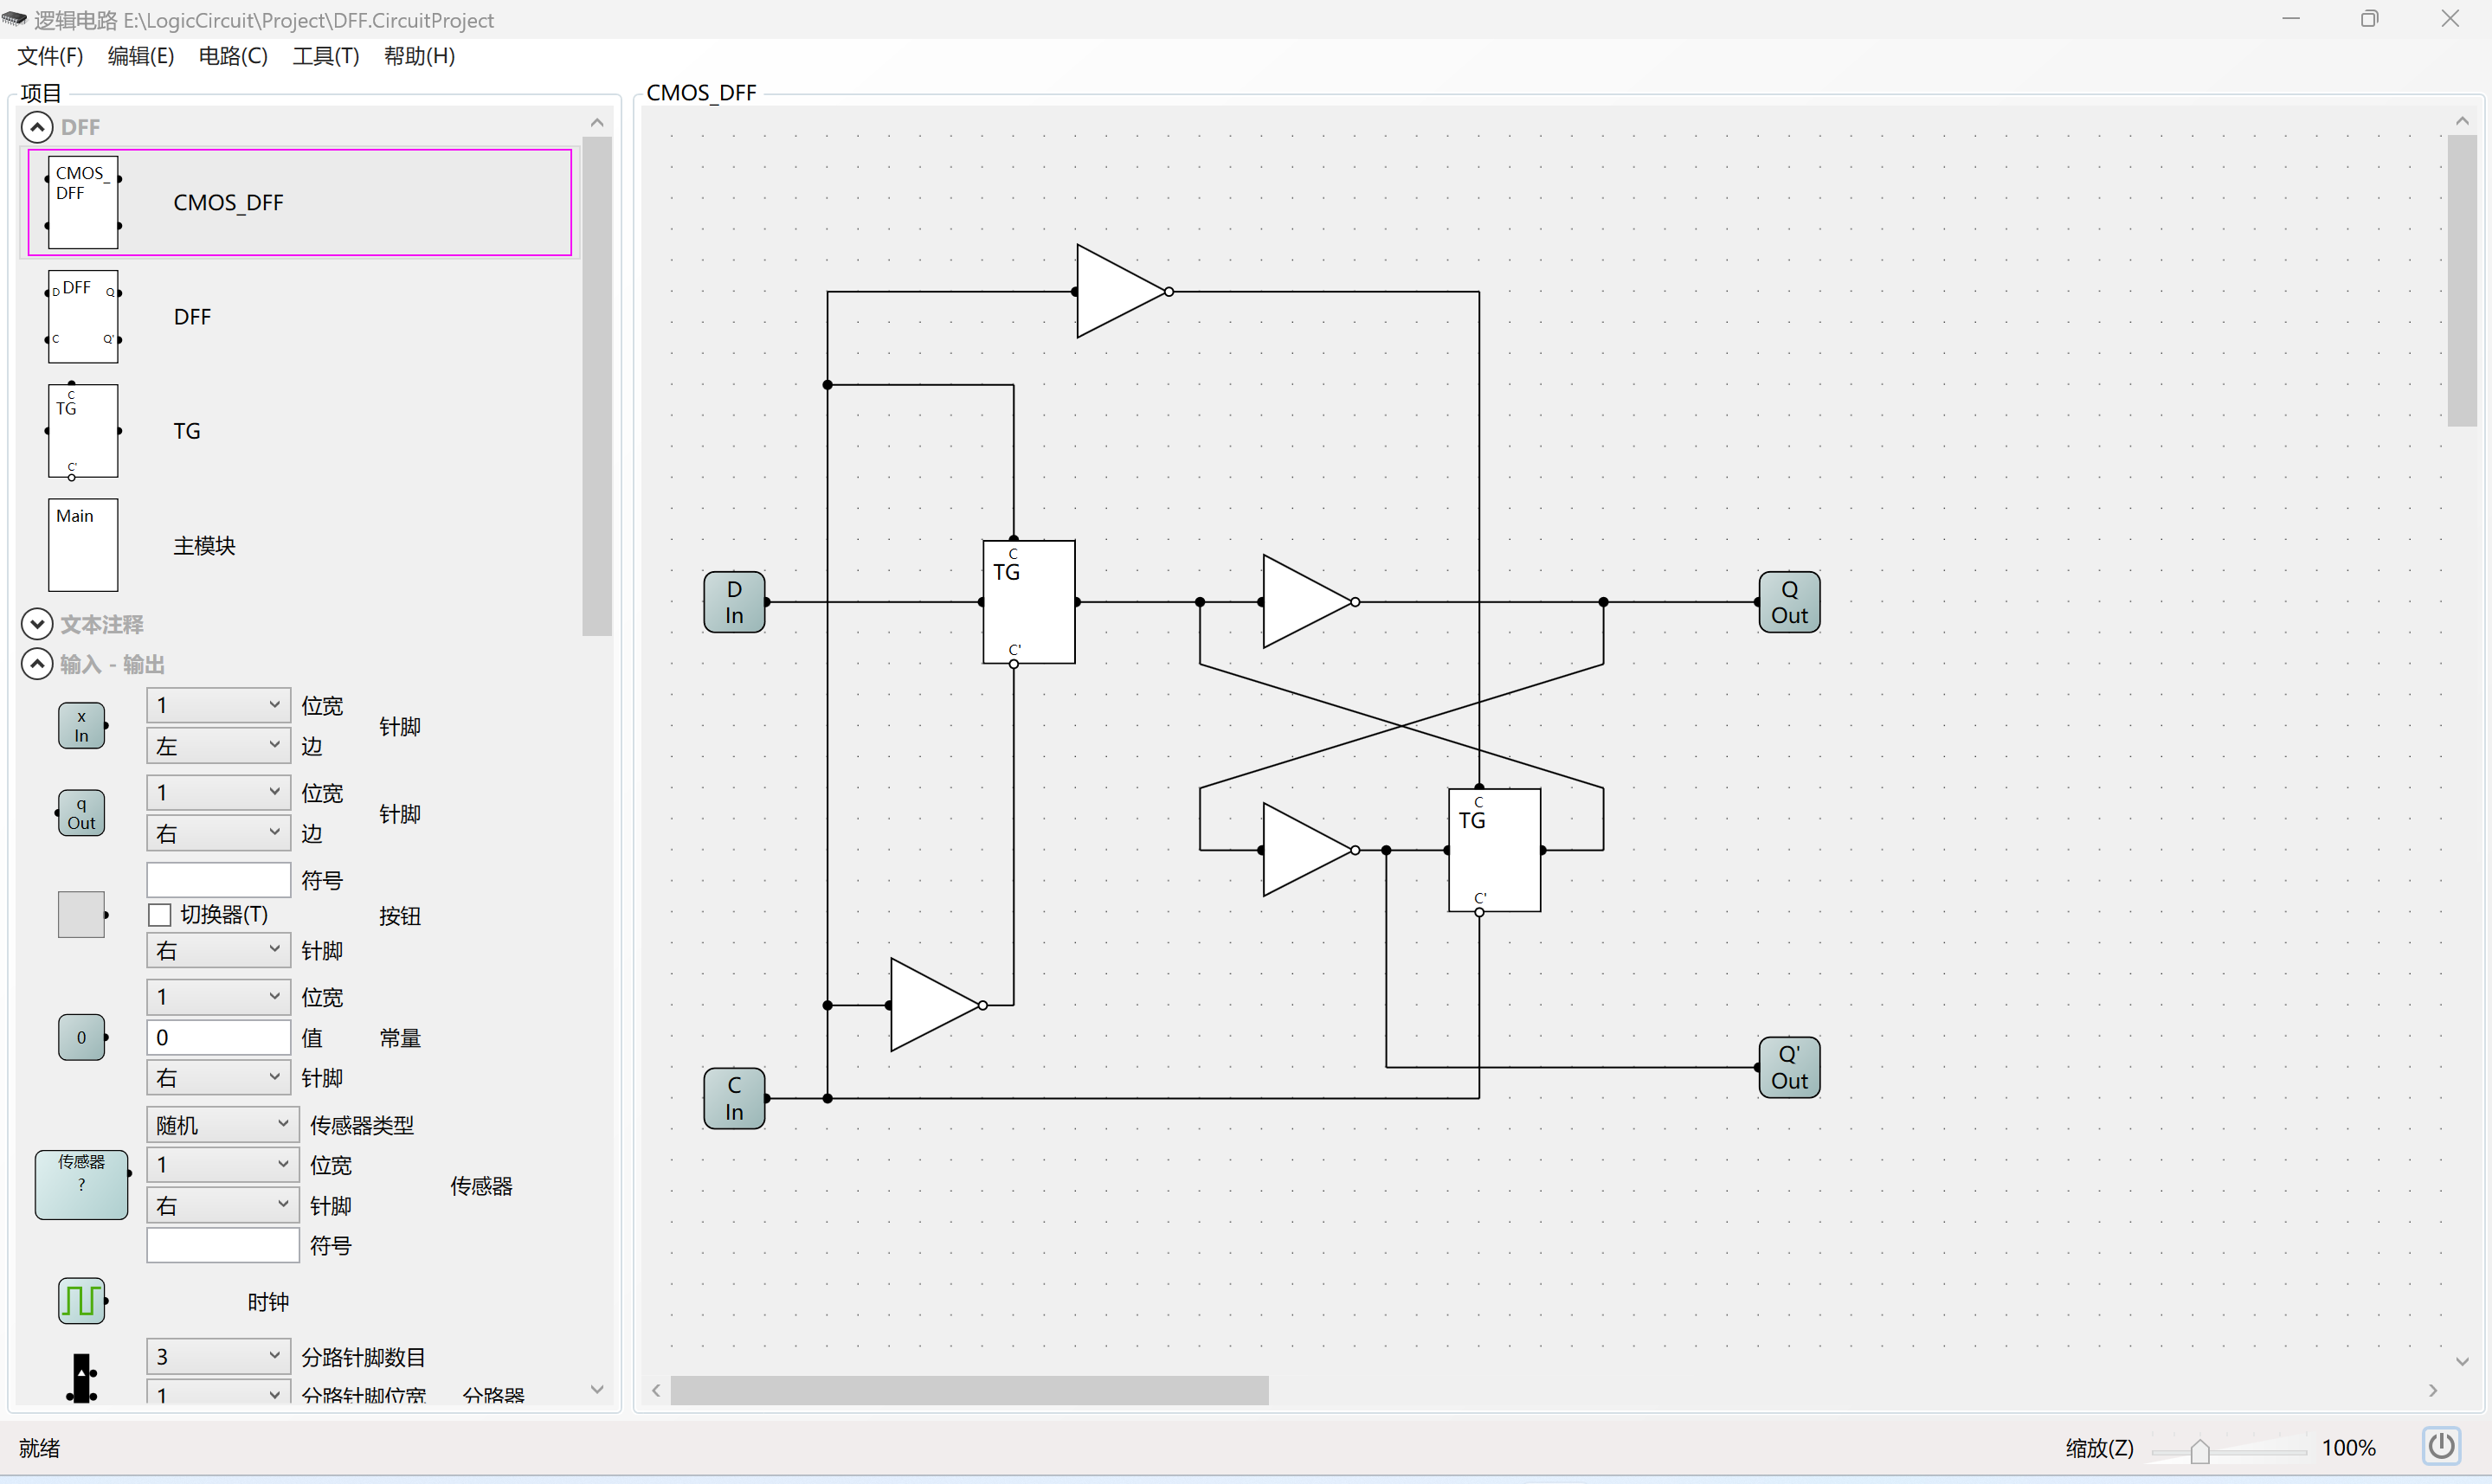 逻辑电路 E:\LogicCircuit\Project\DFF.CircuitProject
文件(F) 编辑(E) 电路(C) 工具(T) 帮助(H)
项目
DFF
CMOS_
DFF
CMOS_DFF
D DFF Q
C Q'
DFF
C
TG
C'
TG
Main
主模块
文本注释
输入 - 输出
x
In
1 位宽
左 边
针脚
q
Out
1 位宽
右 边
针脚
符号
切换器(T)
右 针脚
按钮
0
1 位宽
0 值
右 针脚
常量
传感器
?
随机 传感器类型
1 位宽
右 针脚
符号
传感器
时钟
3 分路针脚数目
1 分路针脚位宽 分路器
CMOS_DFF
D
In
C
TG
C'
Q
Out
C
TG
C'
C
In
Q'
Out
就绪
缩放(Z) 100%